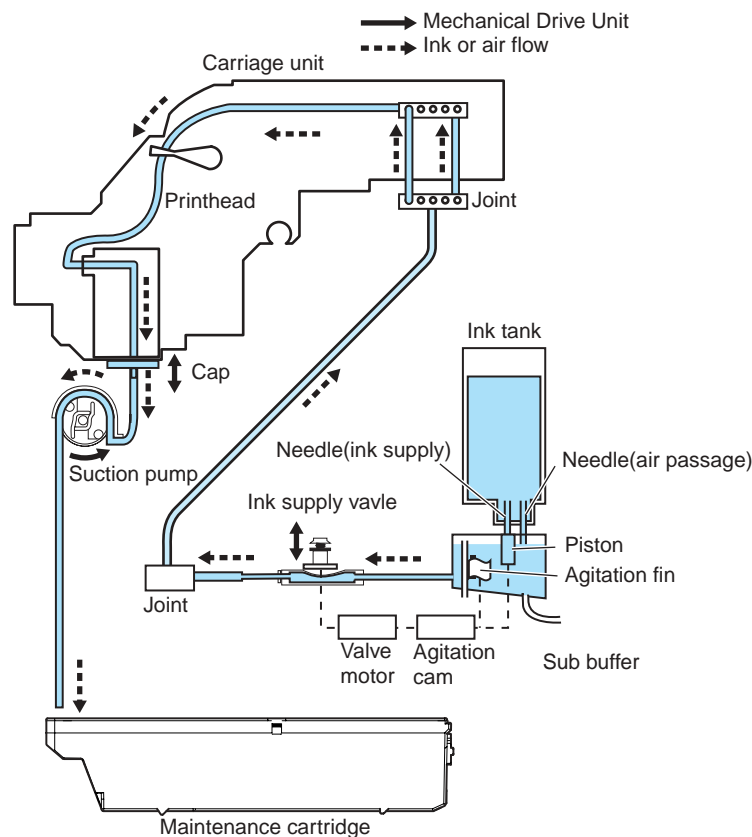 Mechanical Drive Unit
Ink or air flow
Carriage unit
Printhead
Joint
Ink tank
Cap
Needle(ink supply)
Needle(air passage)
Suction pump
Ink supply vavle
Piston
Agitation fin
Joint
Valve
motor
Agitation
cam
Sub buffer
Maintenance cartridge